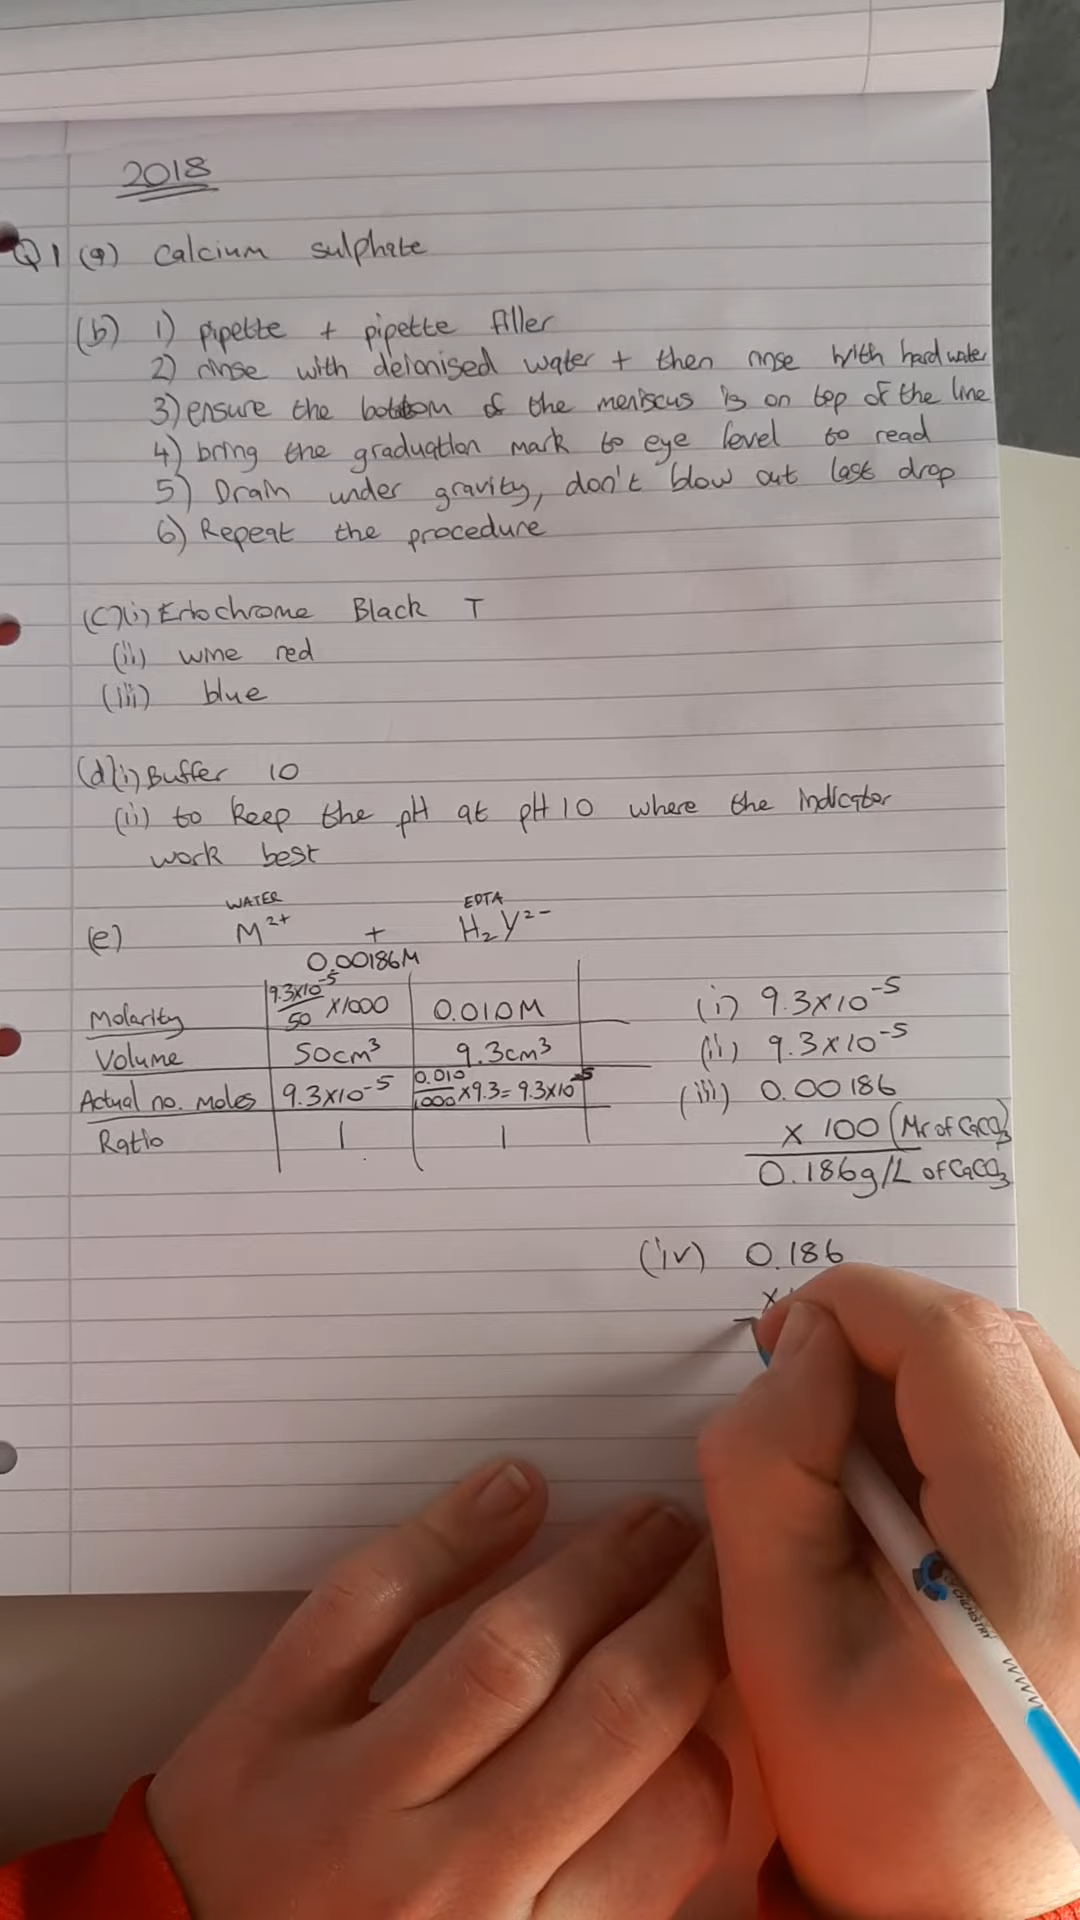 2018
Q1 (a) Calcium sulphate
(b) 1) pipette + pipette filler
2) rinse with deionised water + then rinse with hard water
3) ensure the bottom of the meniscus is on top of the line
4) bring the graduation mark to eye level to read
5) Drain under gravity, don't blow out last drop
6) Repeat the procedure
(c)(i) Eriochrome Black T
(ii) wine red
(iii) blue
(d)(i) Buffer 10
(ii) to keep the pH at pH 10 where the indicator
work best
WATER EDTA
(e) M²⁺ + H₂Y²⁻
0.00186M
Molarity 9.3x10⁻⁵/50 x1000 0.010M
Volume 50cm³ 9.3cm³
Actual no. moles 9.3x10⁻⁵ 0.010/1000 x9.3= 9.3x10⁻⁵
Ratio 1 1
(i) 9.3x10⁻⁵
(ii) 9.3x10⁻⁵
(iii) 0.00186
x 100 (Mr of CaCO₃)
0.186g/L of CaCO₃
(iv) 0.186
x
CHEMISTRY